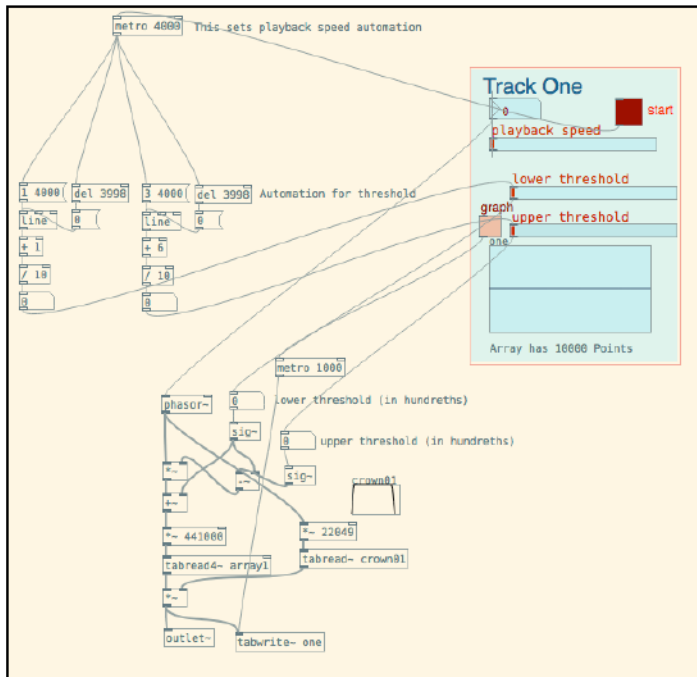 metro 4000 This sets playback speed automation
Track One
0
start
playback speed
1 4000 del 3998 3 4000 del 3998 Automation for threshold
lower threshold
line 0 line 0
graph
upper threshold
one
+ 1 + 6
/ 10 / 10
0 0
Array has 10000 Points
metro 1000
phasor~ 0 lower threshold (in hundreths)
sig~ 0 upper threshold (in hundreths)
*~ -~ sig~
crown01
+~
*~ 441000 *~ 22049
tabread4~ array1 tabread~ crown01
*~
outlet~ tabwrite~ one